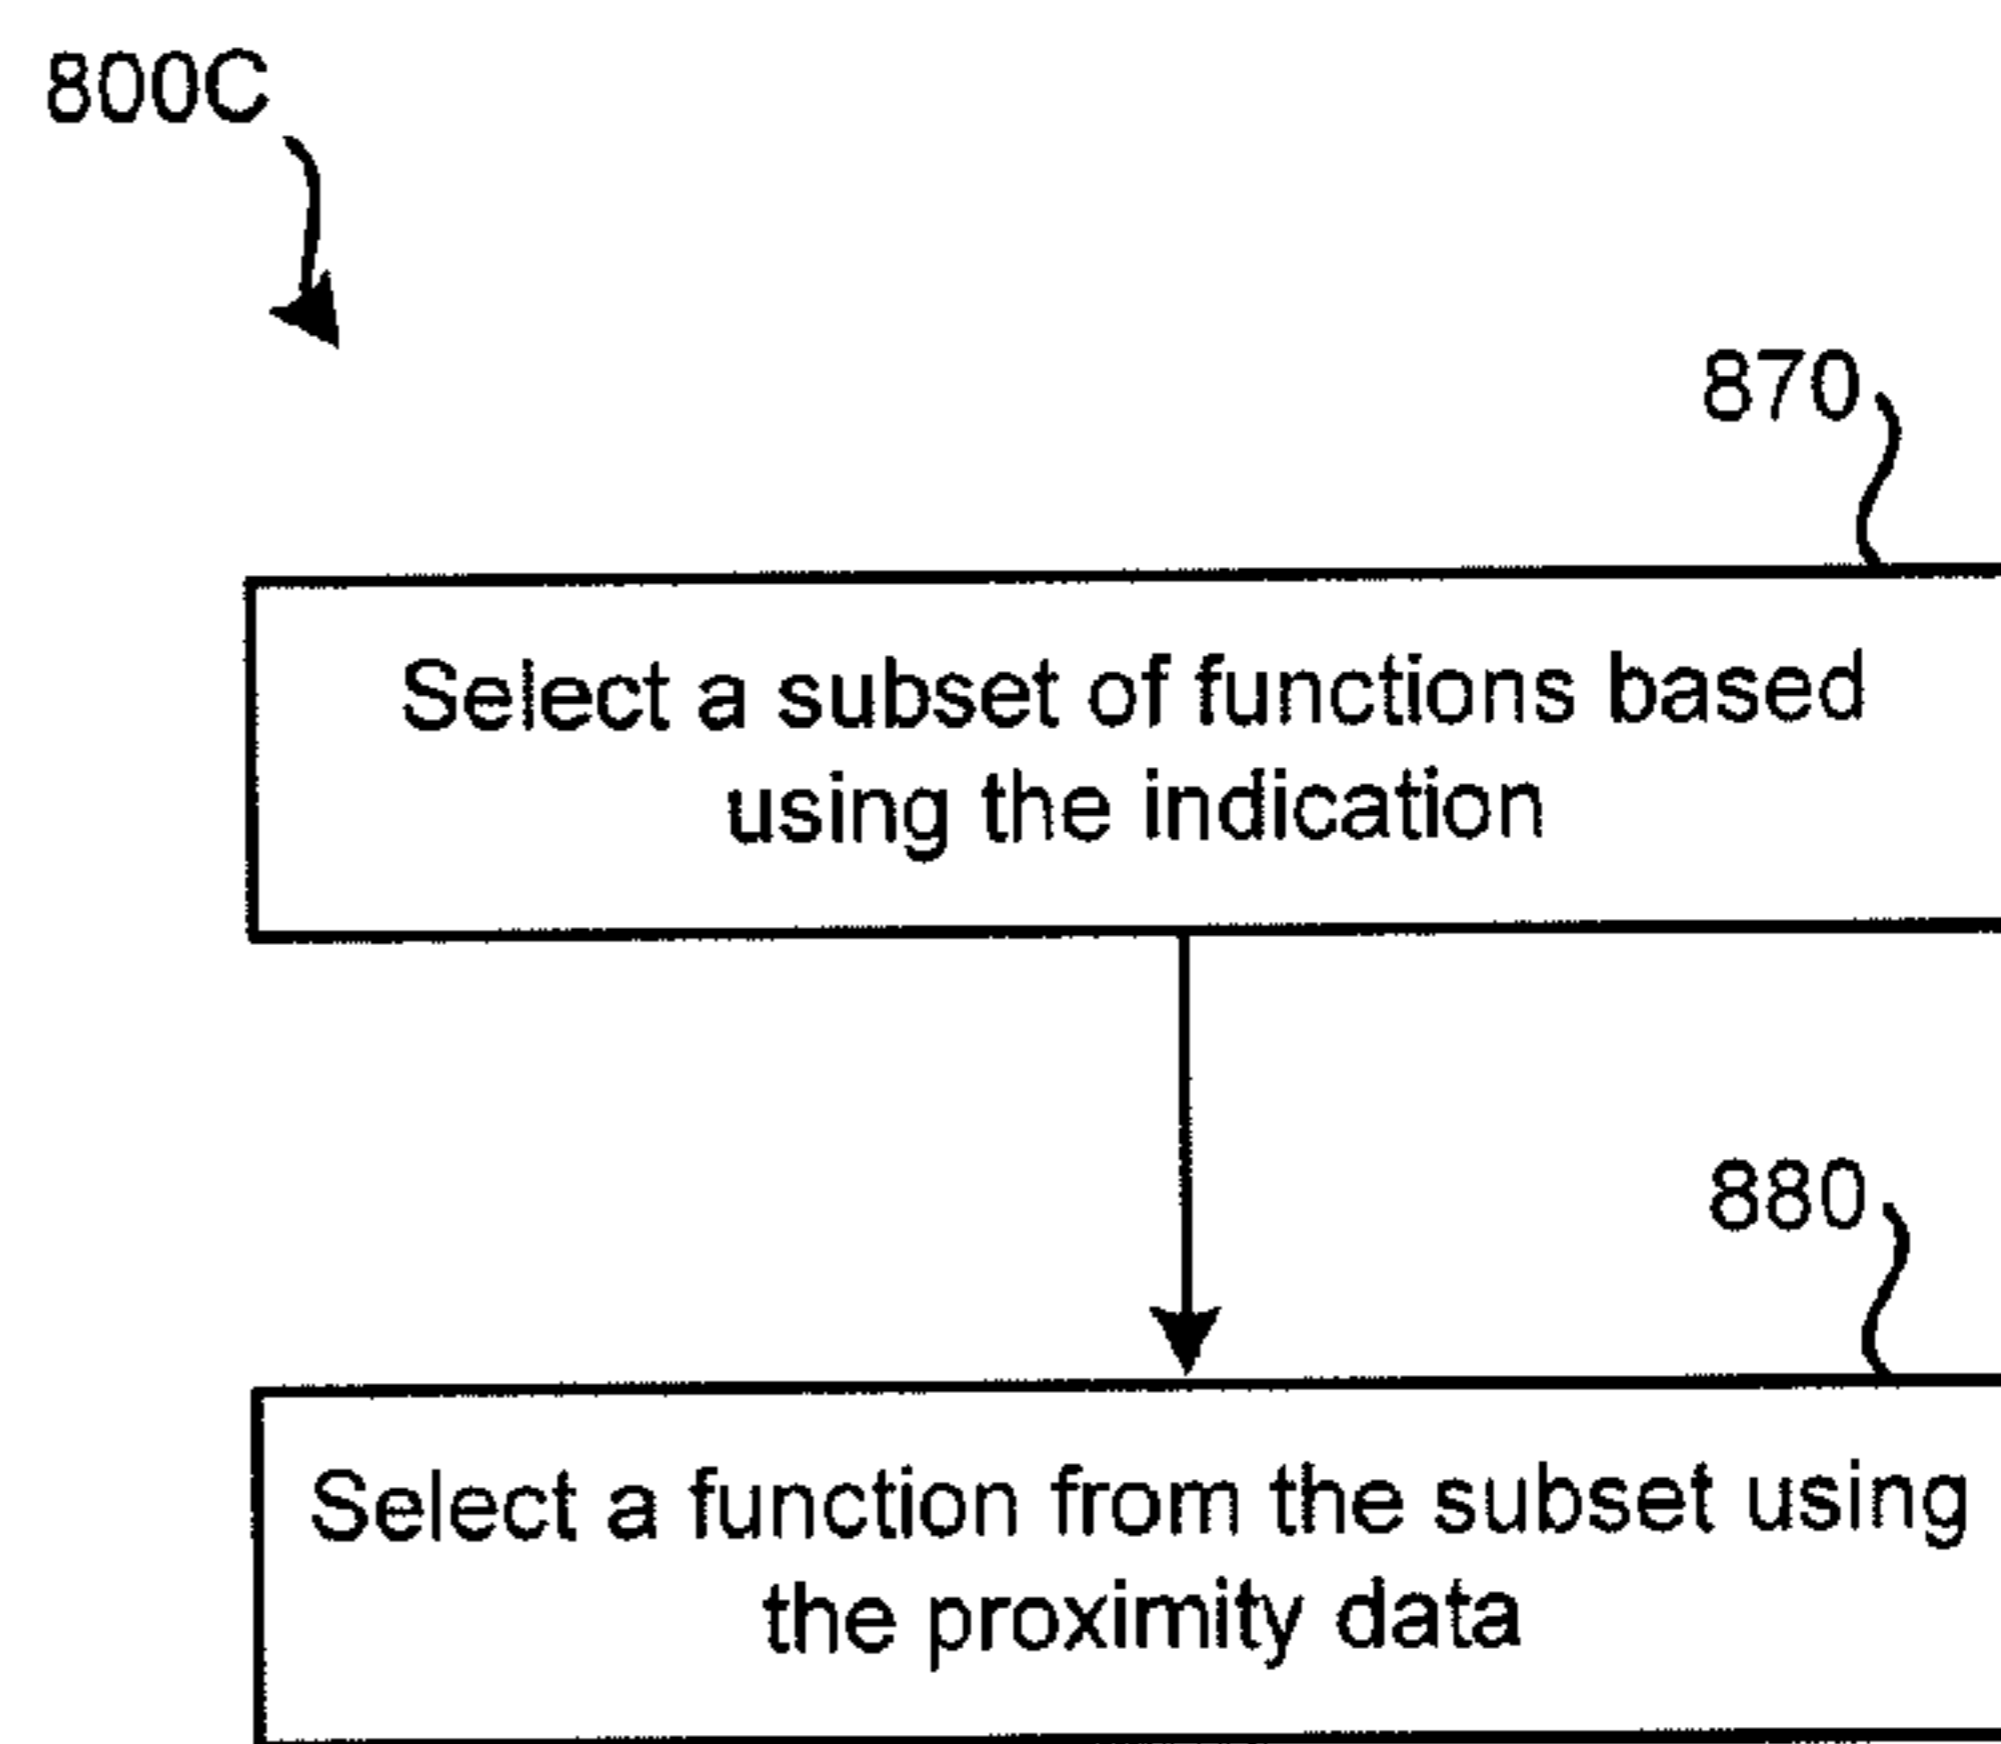 800C
870
Select a subset of functions based
using the indication
880
Select a function from the subset using
the proximity data